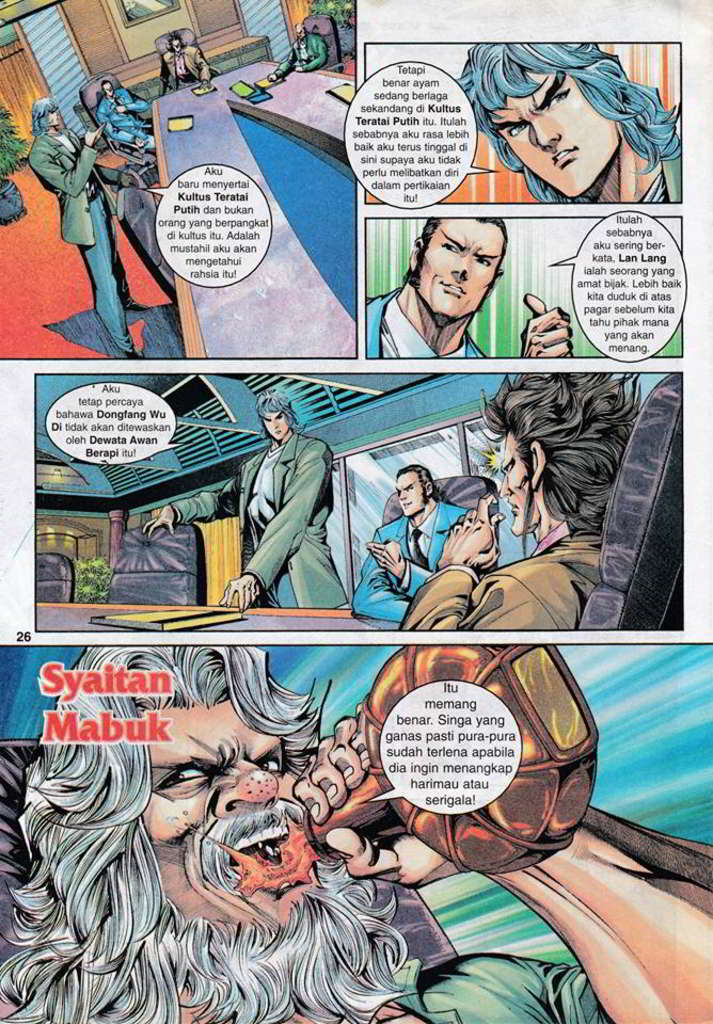 Aku
baru menyertai
Kultus Teratai
Putih dan bukan
orang yang berpangkat
di kultus itu. Adalah
mustahil aku akan
mengetahui
rahsia itu!
Tetapi
benar ayam
sedang berlaga
sekandang di Kultus
Teratai Putih itu. Itulah
sebabnya aku rasa lebih
baik aku terus tinggal di
sini supaya aku tidak
perlu melibatkan diri
dalam pertikaian
itu!
Itulah
sebabnya
aku sering ber-
kata, Lan Lang
ialah seorang yang
amat bijak. Lebih baik
kita duduk di atas
pagar sebelum kita
tahu pihak mana
yang akan
menang.
Aku
tetap percaya
bahawa Dongfang Wu
Di tidak akan ditewaskan
oleh Dewata Awan
Berapi itu!
26
Syaitan
Mabuk
Itu
memang
benar. Singa yang
ganas pasti pura-pura
sudah terlena apabila
dia ingin menangkap
harimau atau
serigala!